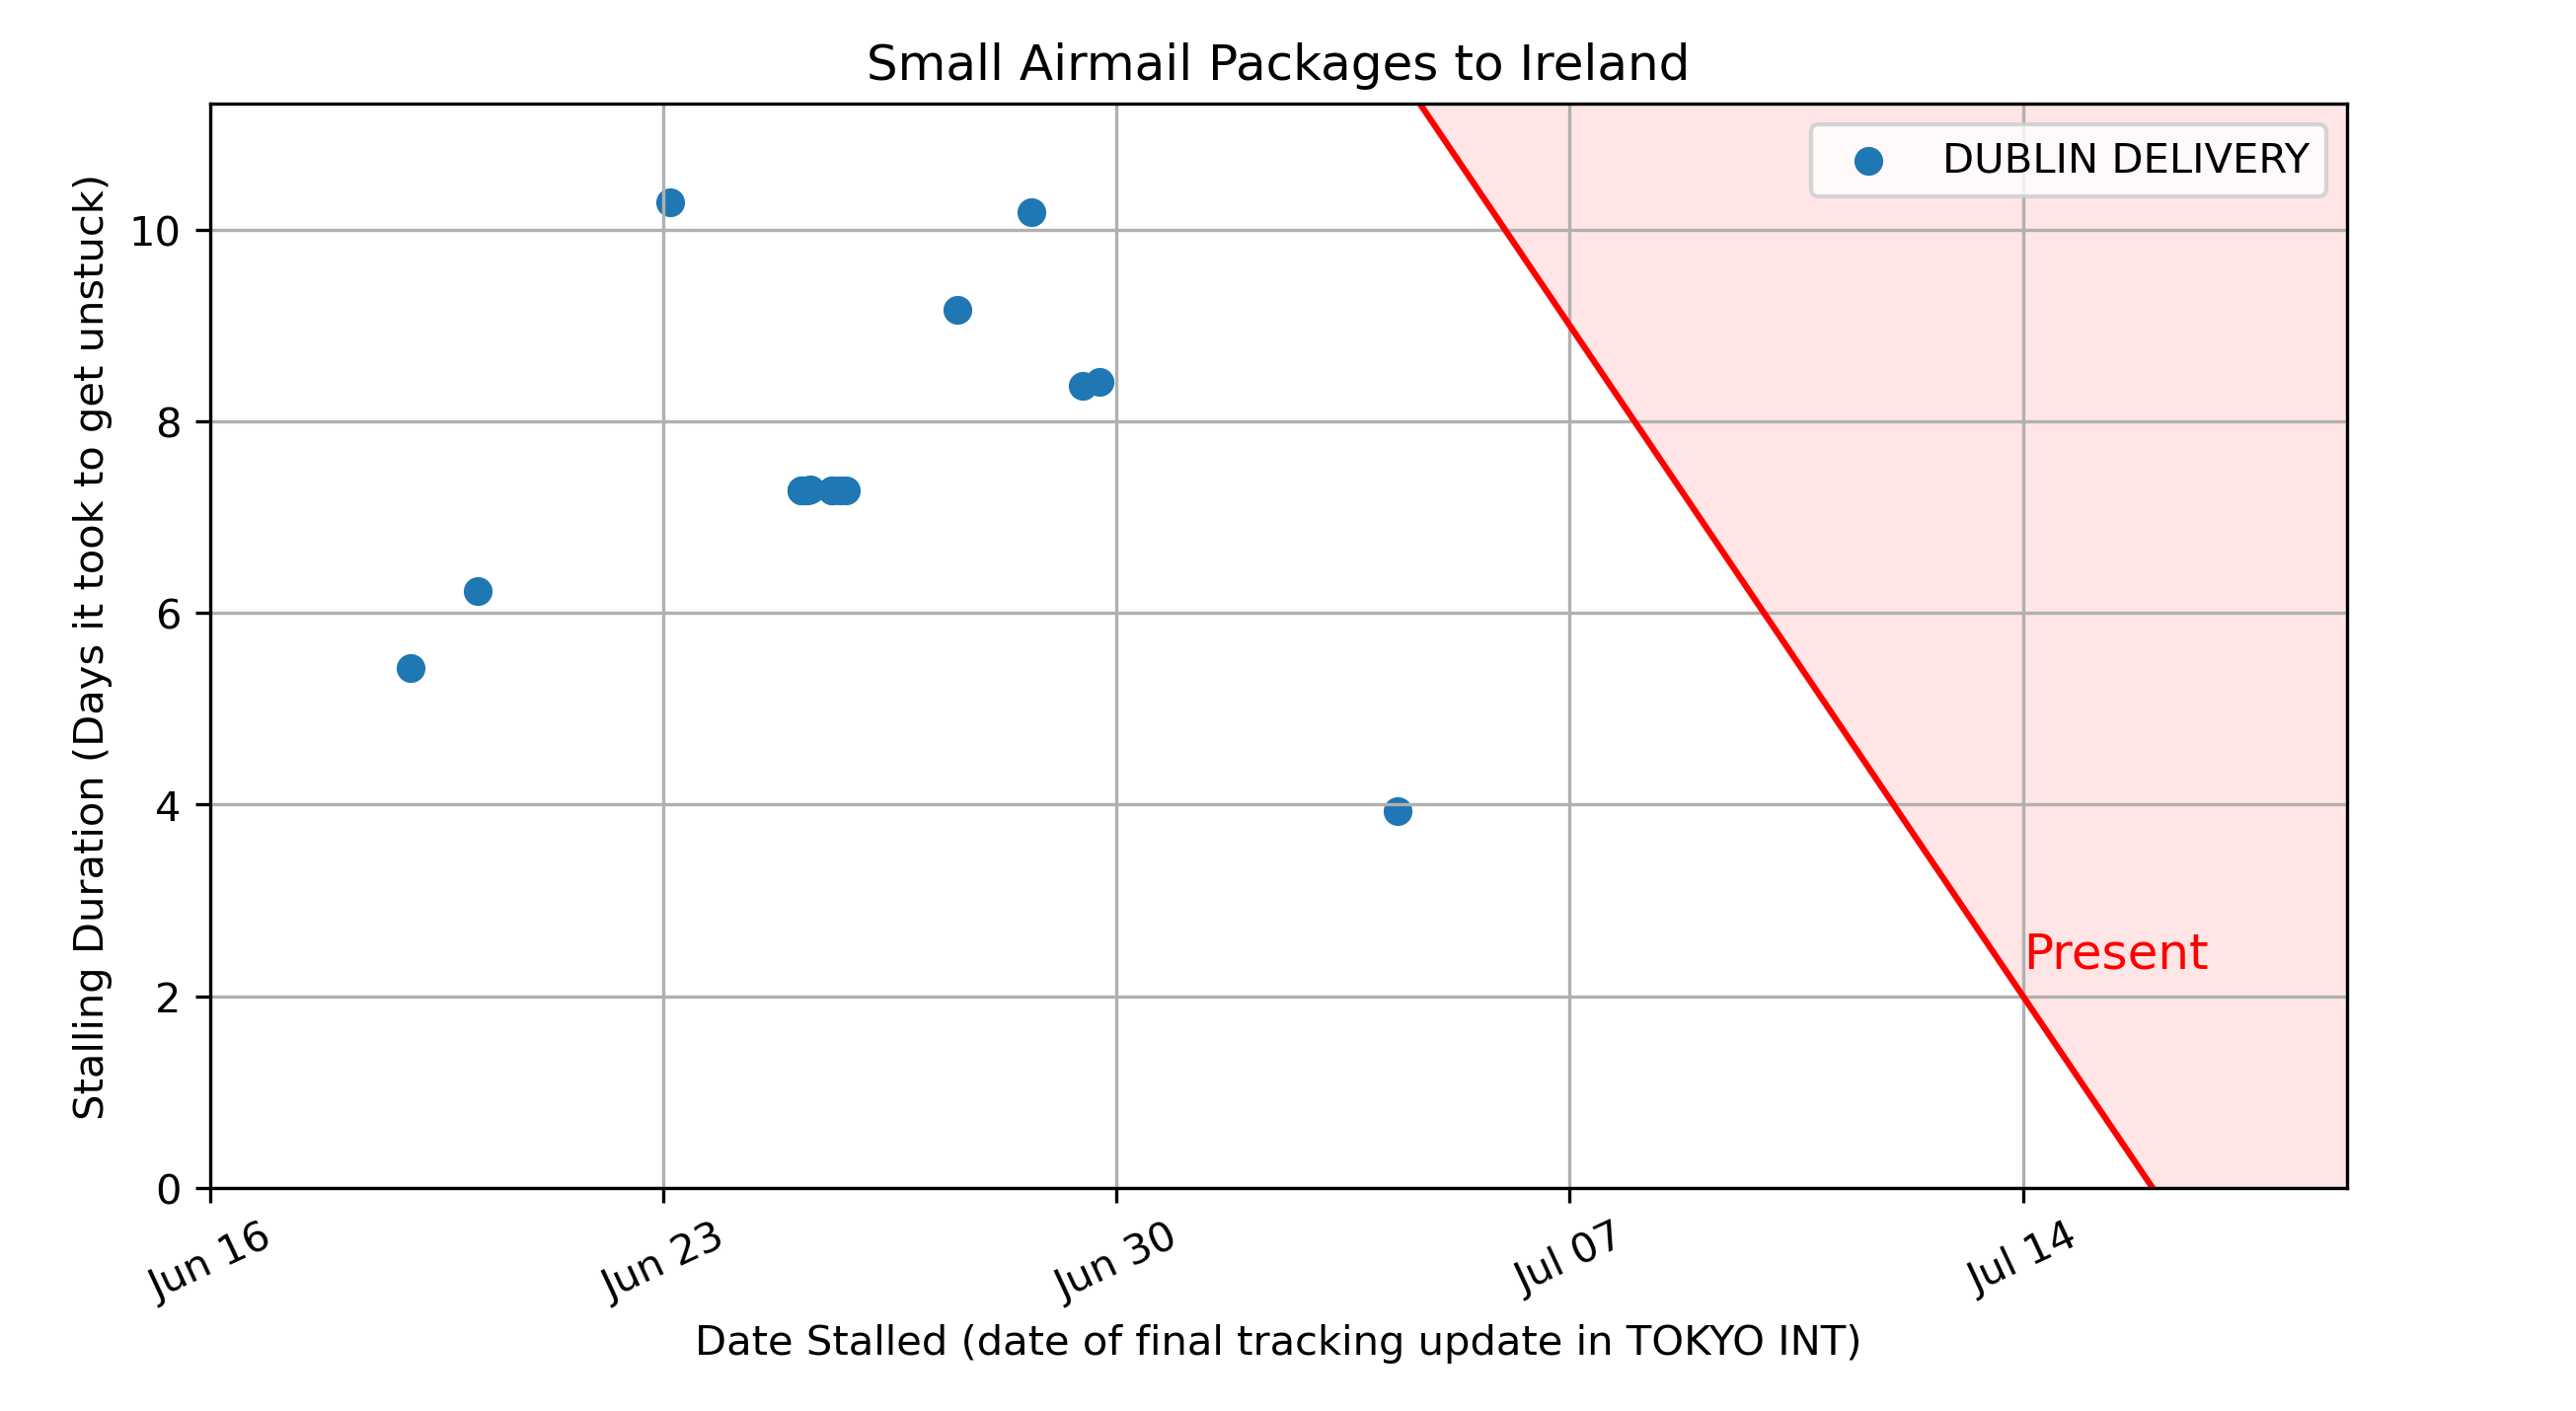 Small Airmail Packages to Ireland
DUBLIN DELIVERY
Stalling Duration (Days it took to get unstuck)
10
8
6
4
2
0
Present
Jun 16
Jun 23
Jun 30
Jul 07
Jul 14
Date Stalled (date of final tracking update in TOKYO INT)